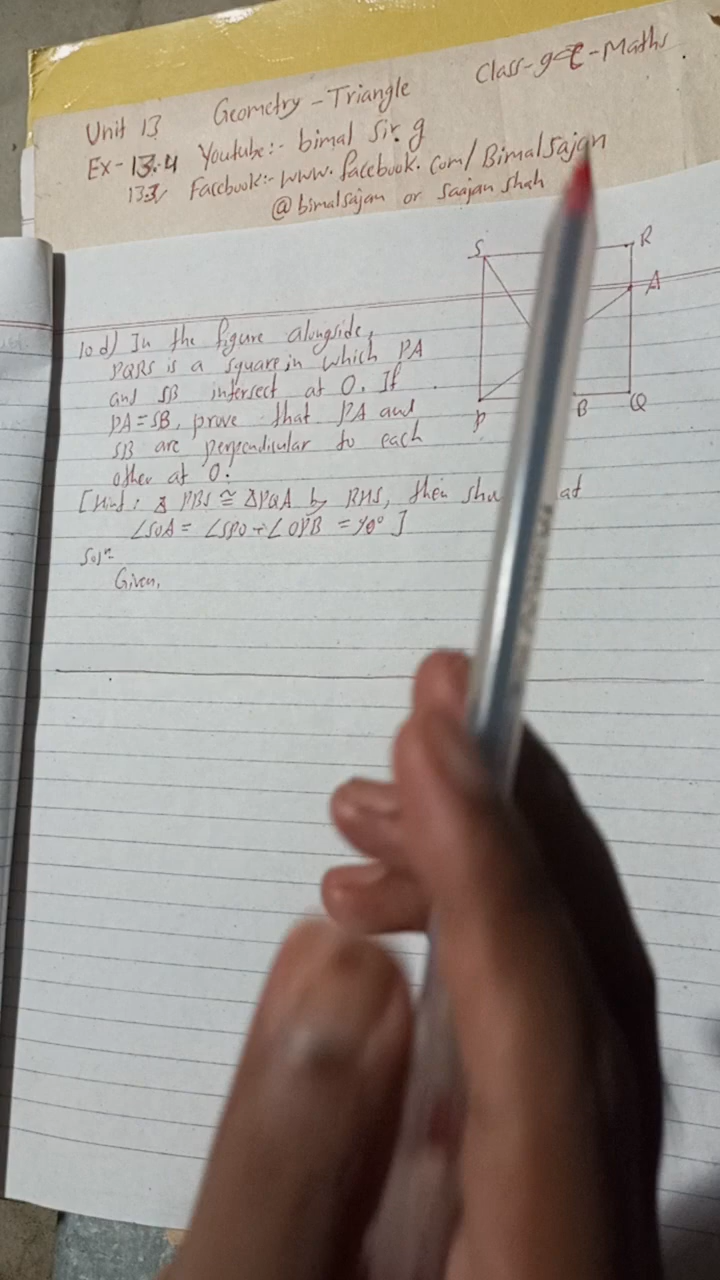 Class-9 - Maths
Unit 13 Geometry - Triangle
Ex- 13.4 Youtube:- bimal sir g
13.3/ Facebook:- www.facebook.com/Bimalsajan
@bimalsajan or Saajan Shah
S R
A
P B Q
10 d) In the figure alongside,
PQRS is a square in which PA
and SB intersect at O. If
PA = SB, prove that PA and
SB are perpendicular to each
other at O.
[Hint: Δ PBS ≅ ΔPQA by RHS, then
∠SOA = ∠SPO + ∠OPB = 90° ]
Solⁿ
Given,